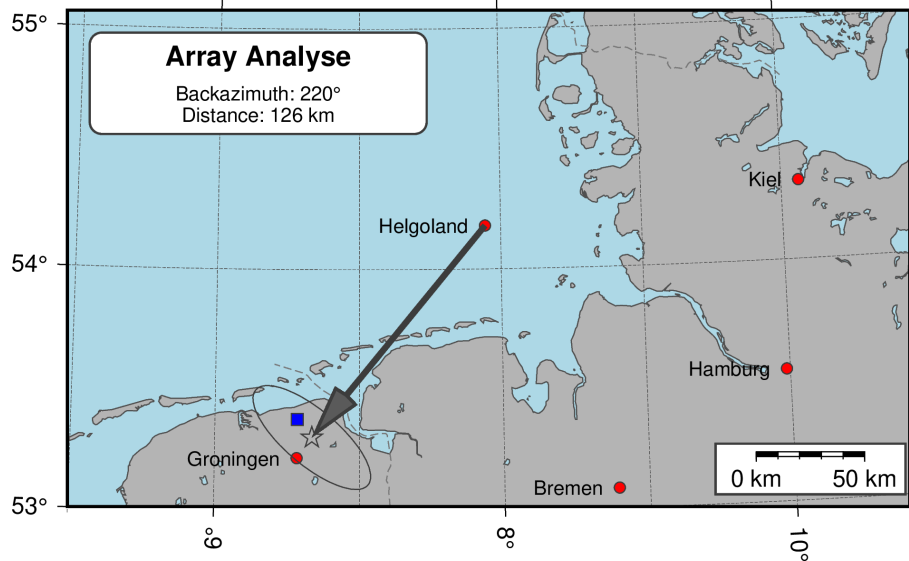 55°
Array Analyse
Backazimuth: 220°
Distance: 126 km
Kiel
Helgoland
54°
Hamburg
Groningen
0 km 50 km
Bremen
53°
6° 8° 10°